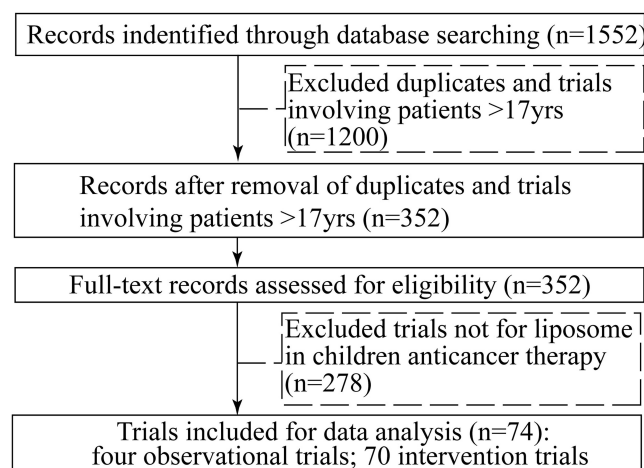 Records indentified through database searching (n=1552)
Excluded duplicates and trials
involving patients >17yrs
(n=1200)
Records after removal of duplicates and trials
involving patients >17yrs (n=352)
Full-text records assessed for eligibility (n=352)
Excluded trials not for liposome
in children anticancer therapy
(n=278)
Trials included for data analysis (n=74):
four observational trials; 70 intervention trials